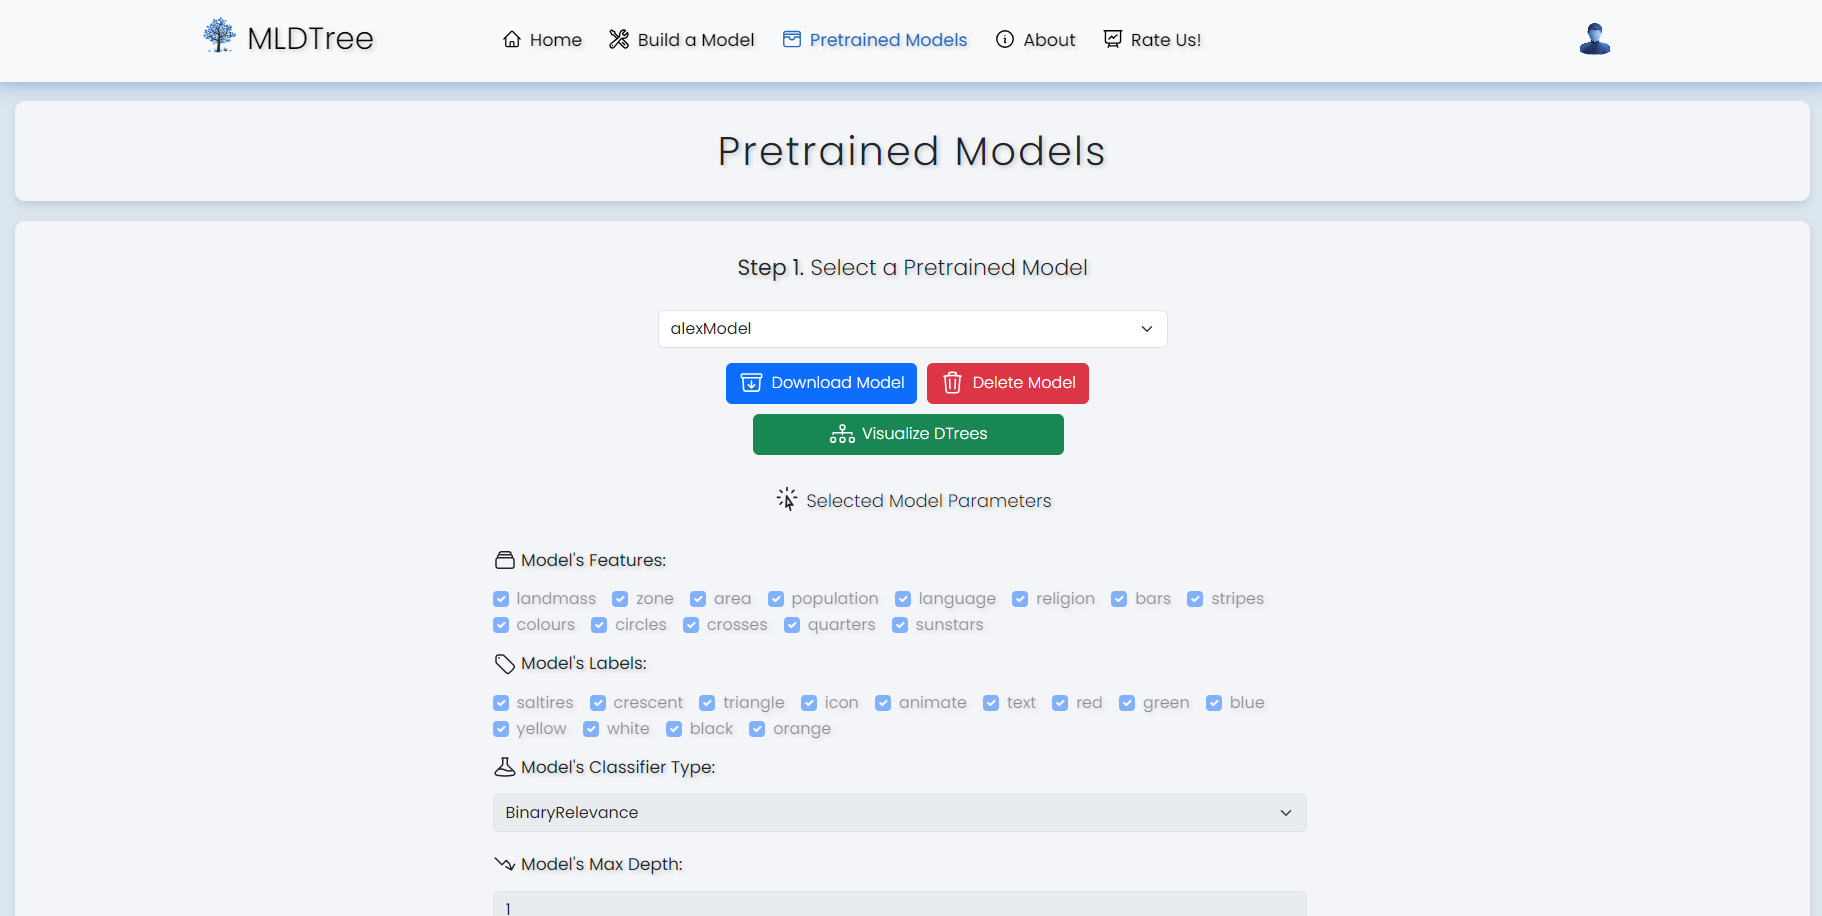 MLDTree Home Build a Model Pretrained Models About Rate Us!
Pretrained Models
Step 1. Select a Pretrained Model
alexModel
Download Model Delete Model
Visualize DTrees
Selected Model Parameters
Model's Features:
landmass zone area population language religion bars stripes
colours circles crosses quarters sunstars
Model's Labels:
saltires crescent triangle icon animate text red green blue
yellow white black orange
Model's Classifier Type:
BinaryRelevance
Model's Max Depth:
1